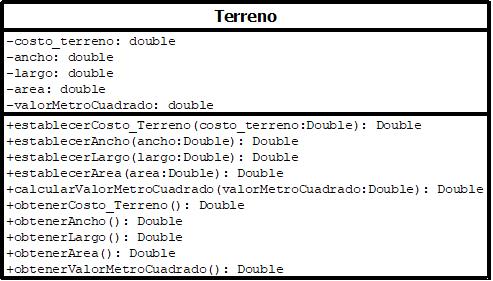 Terreno
-costo_terreno: double
-ancho: double
-largo: double
-area: double
-valorMetroCuadrado: double
+establecerCosto_Terreno(costo_terreno:Double): Double
+establecerAncho(ancho:Double): Double
+establecerLargo(largo:Double): Double
+establecerArea(area:Double): Double
+calcularValorMetroCuadrado(valorMetroCuadrado:Double): Double
+obtenerCosto_Terreno(): Double
+obtenerAncho(): Double
+obtenerLargo(): Double
+obtenerArea(): Double
+obtenerValorMetroCuadrado(): Double